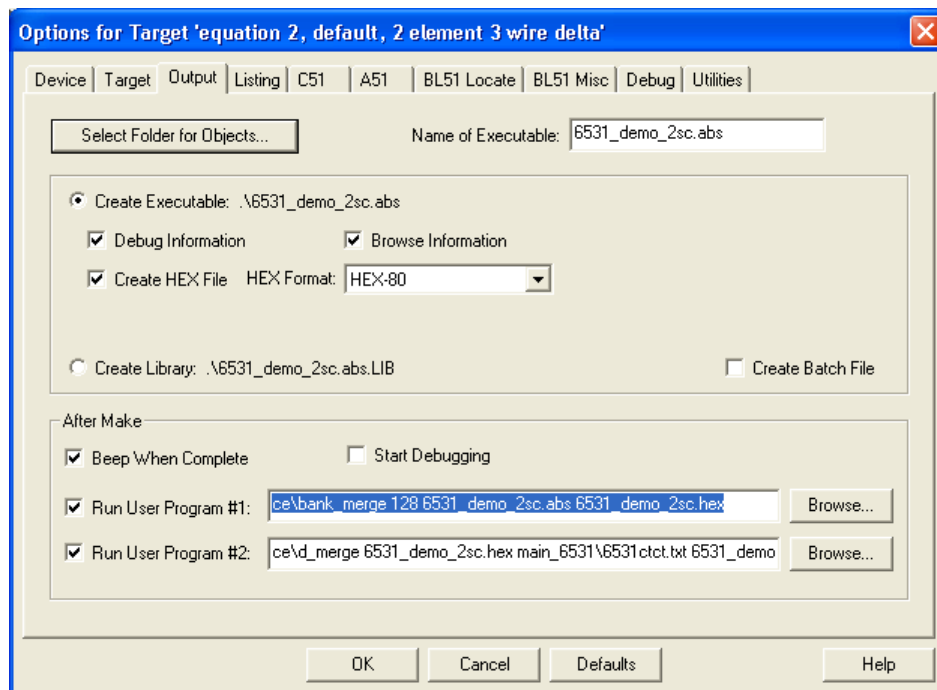 Options for Target 'equation 2, default, 2 element 3 wire delta'
Device Target Output Listing C51 A51 BL51 Locate BL51 Misc Debug Utilities
Select Folder for Objects... Name of Executable: 6531_demo_2sc.abs
Create Executable: .\6531_demo_2sc.abs
Debug Information Browse Information
Create HEX File HEX Format: HEX-80
Create Library: .\6531_demo_2sc.abs.LIB Create Batch File
After Make
Beep When Complete Start Debugging
Run User Program #1: ce\bank_merge 128 6531_demo_2sc.abs 6531_demo_2sc.hex Browse...
Run User Program #2: ce\d_merge 6531_demo_2sc.hex main_6531\6531ctct.txt 6531_demo Browse...
OK Cancel Defaults Help